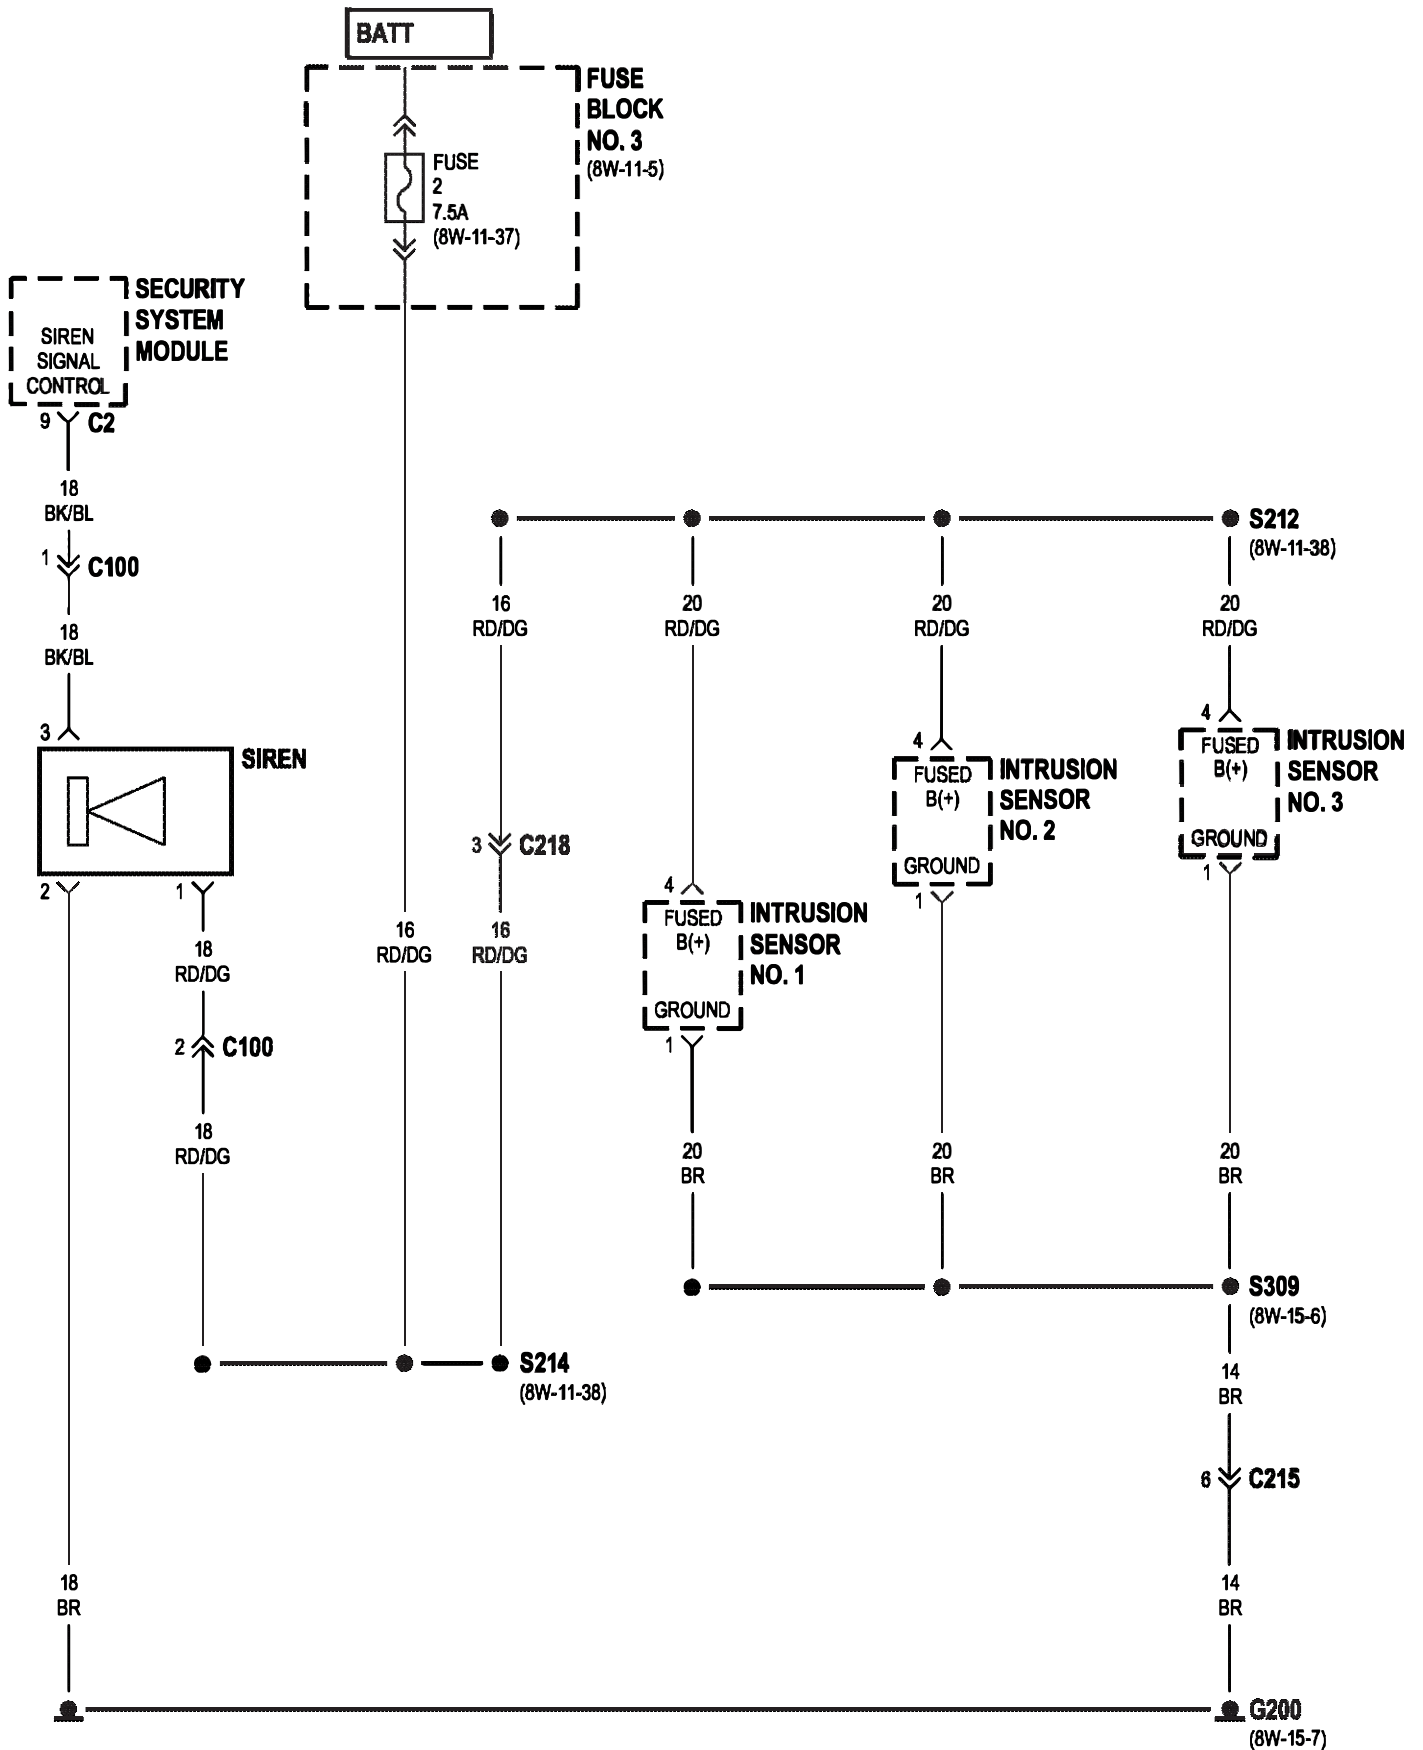 BATT
FUSE
BLOCK
NO. 3
(8W-11-5)
FUSE
2
7.5A
(8W-11-37)
SECURITY
SYSTEM
MODULE
SIREN
SIGNAL
CONTROL
9
C2
18
BK/BL
1
C100
18
BK/BL
3
SIREN
2
1
18
RD/DG
2
C100
18
RD/DG
16
RD/DG
S212
(8W-11-38)
16
RD/DG
20
RD/DG
20
RD/DG
20
RD/DG
3
C218
16
RD/DG
4
FUSED
B(+)
GROUND
1
INTRUSION
SENSOR
NO. 1
4
FUSED
B(+)
GROUND
1
INTRUSION
SENSOR
NO. 2
4
FUSED
B(+)
GROUND
1
INTRUSION
SENSOR
NO. 3
20
BR
20
BR
20
BR
S309
(8W-15-6)
S214
(8W-11-38)
14
BR
6
C215
18
BR
14
BR
G200
(8W-15-7)